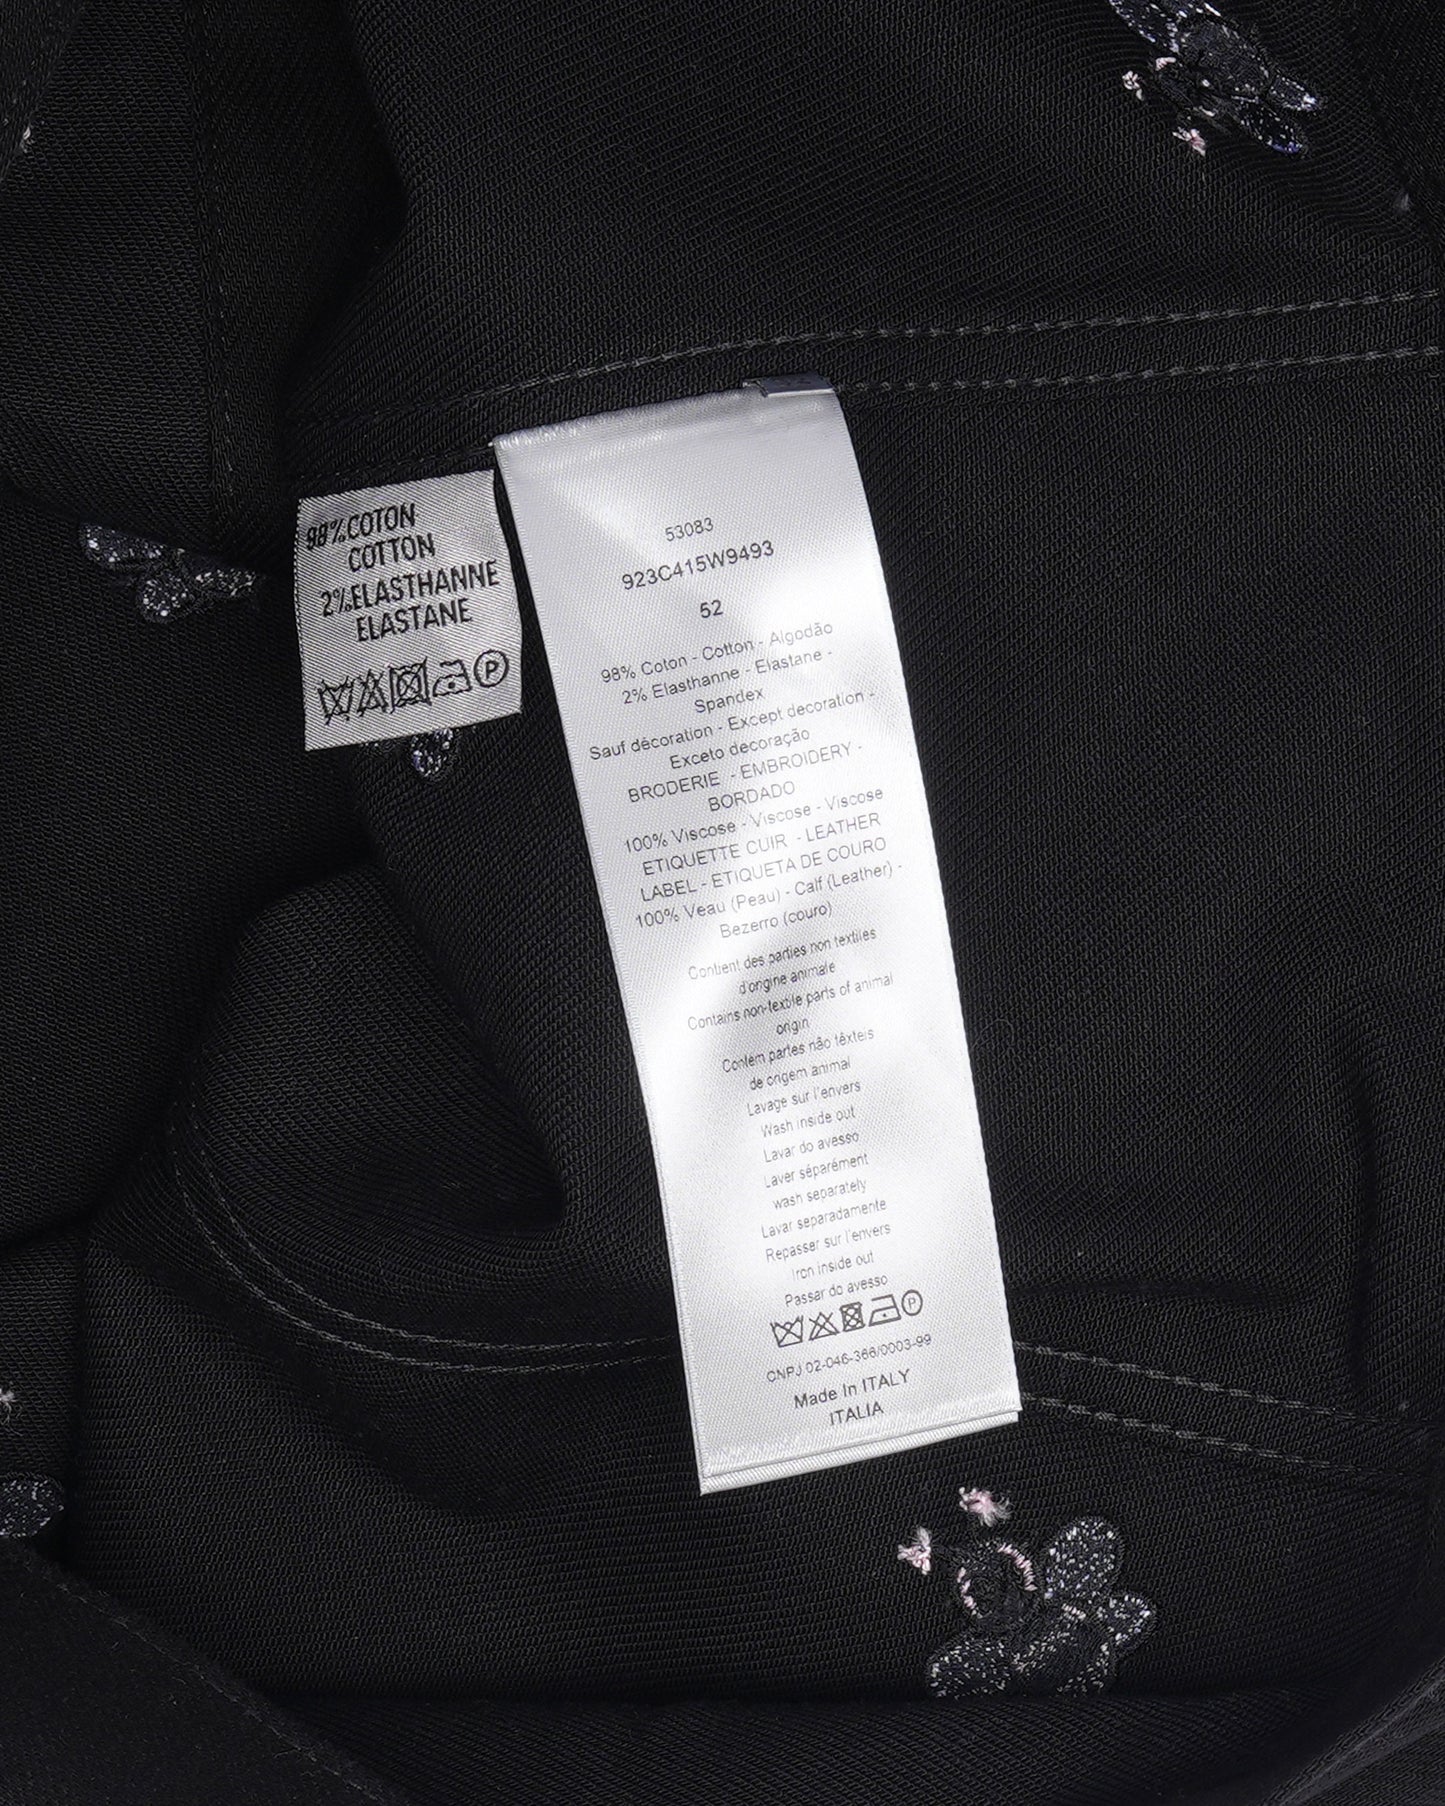 98% COTON
COTTON
2% ELASTHANNE
ELASTANE
P
53083
923C415W9493
52
98% Coton - Cotton - Algodão
2% Elasthanne - Elastane -
Spandex
Sauf décoration - Except decoration -
Exceto decoração
BRODERIE - EMBROIDERY -
BORDADO
100% Viscose - Viscose - Viscose
ETIQUETTE CUIR - LEATHER
LABEL - ETIQUETA DE COURO
100% Veau (Peau) - Calf (Leather) -
Bezerro (couro)
Contient des parties non textiles
d'origine animale
Contains non-textile parts of animal
origin
Contem partes não têxteis
de origem animal
Lavage sur l'envers
Wash inside out
Lavar do avesso
Laver séparément
wash separately
Lavar separadamente
Repasser sur l'envers
Iron inside out
Passar do avesso
P
CNPJ 02-046-366/0003-99
Made In ITALY
ITALIA